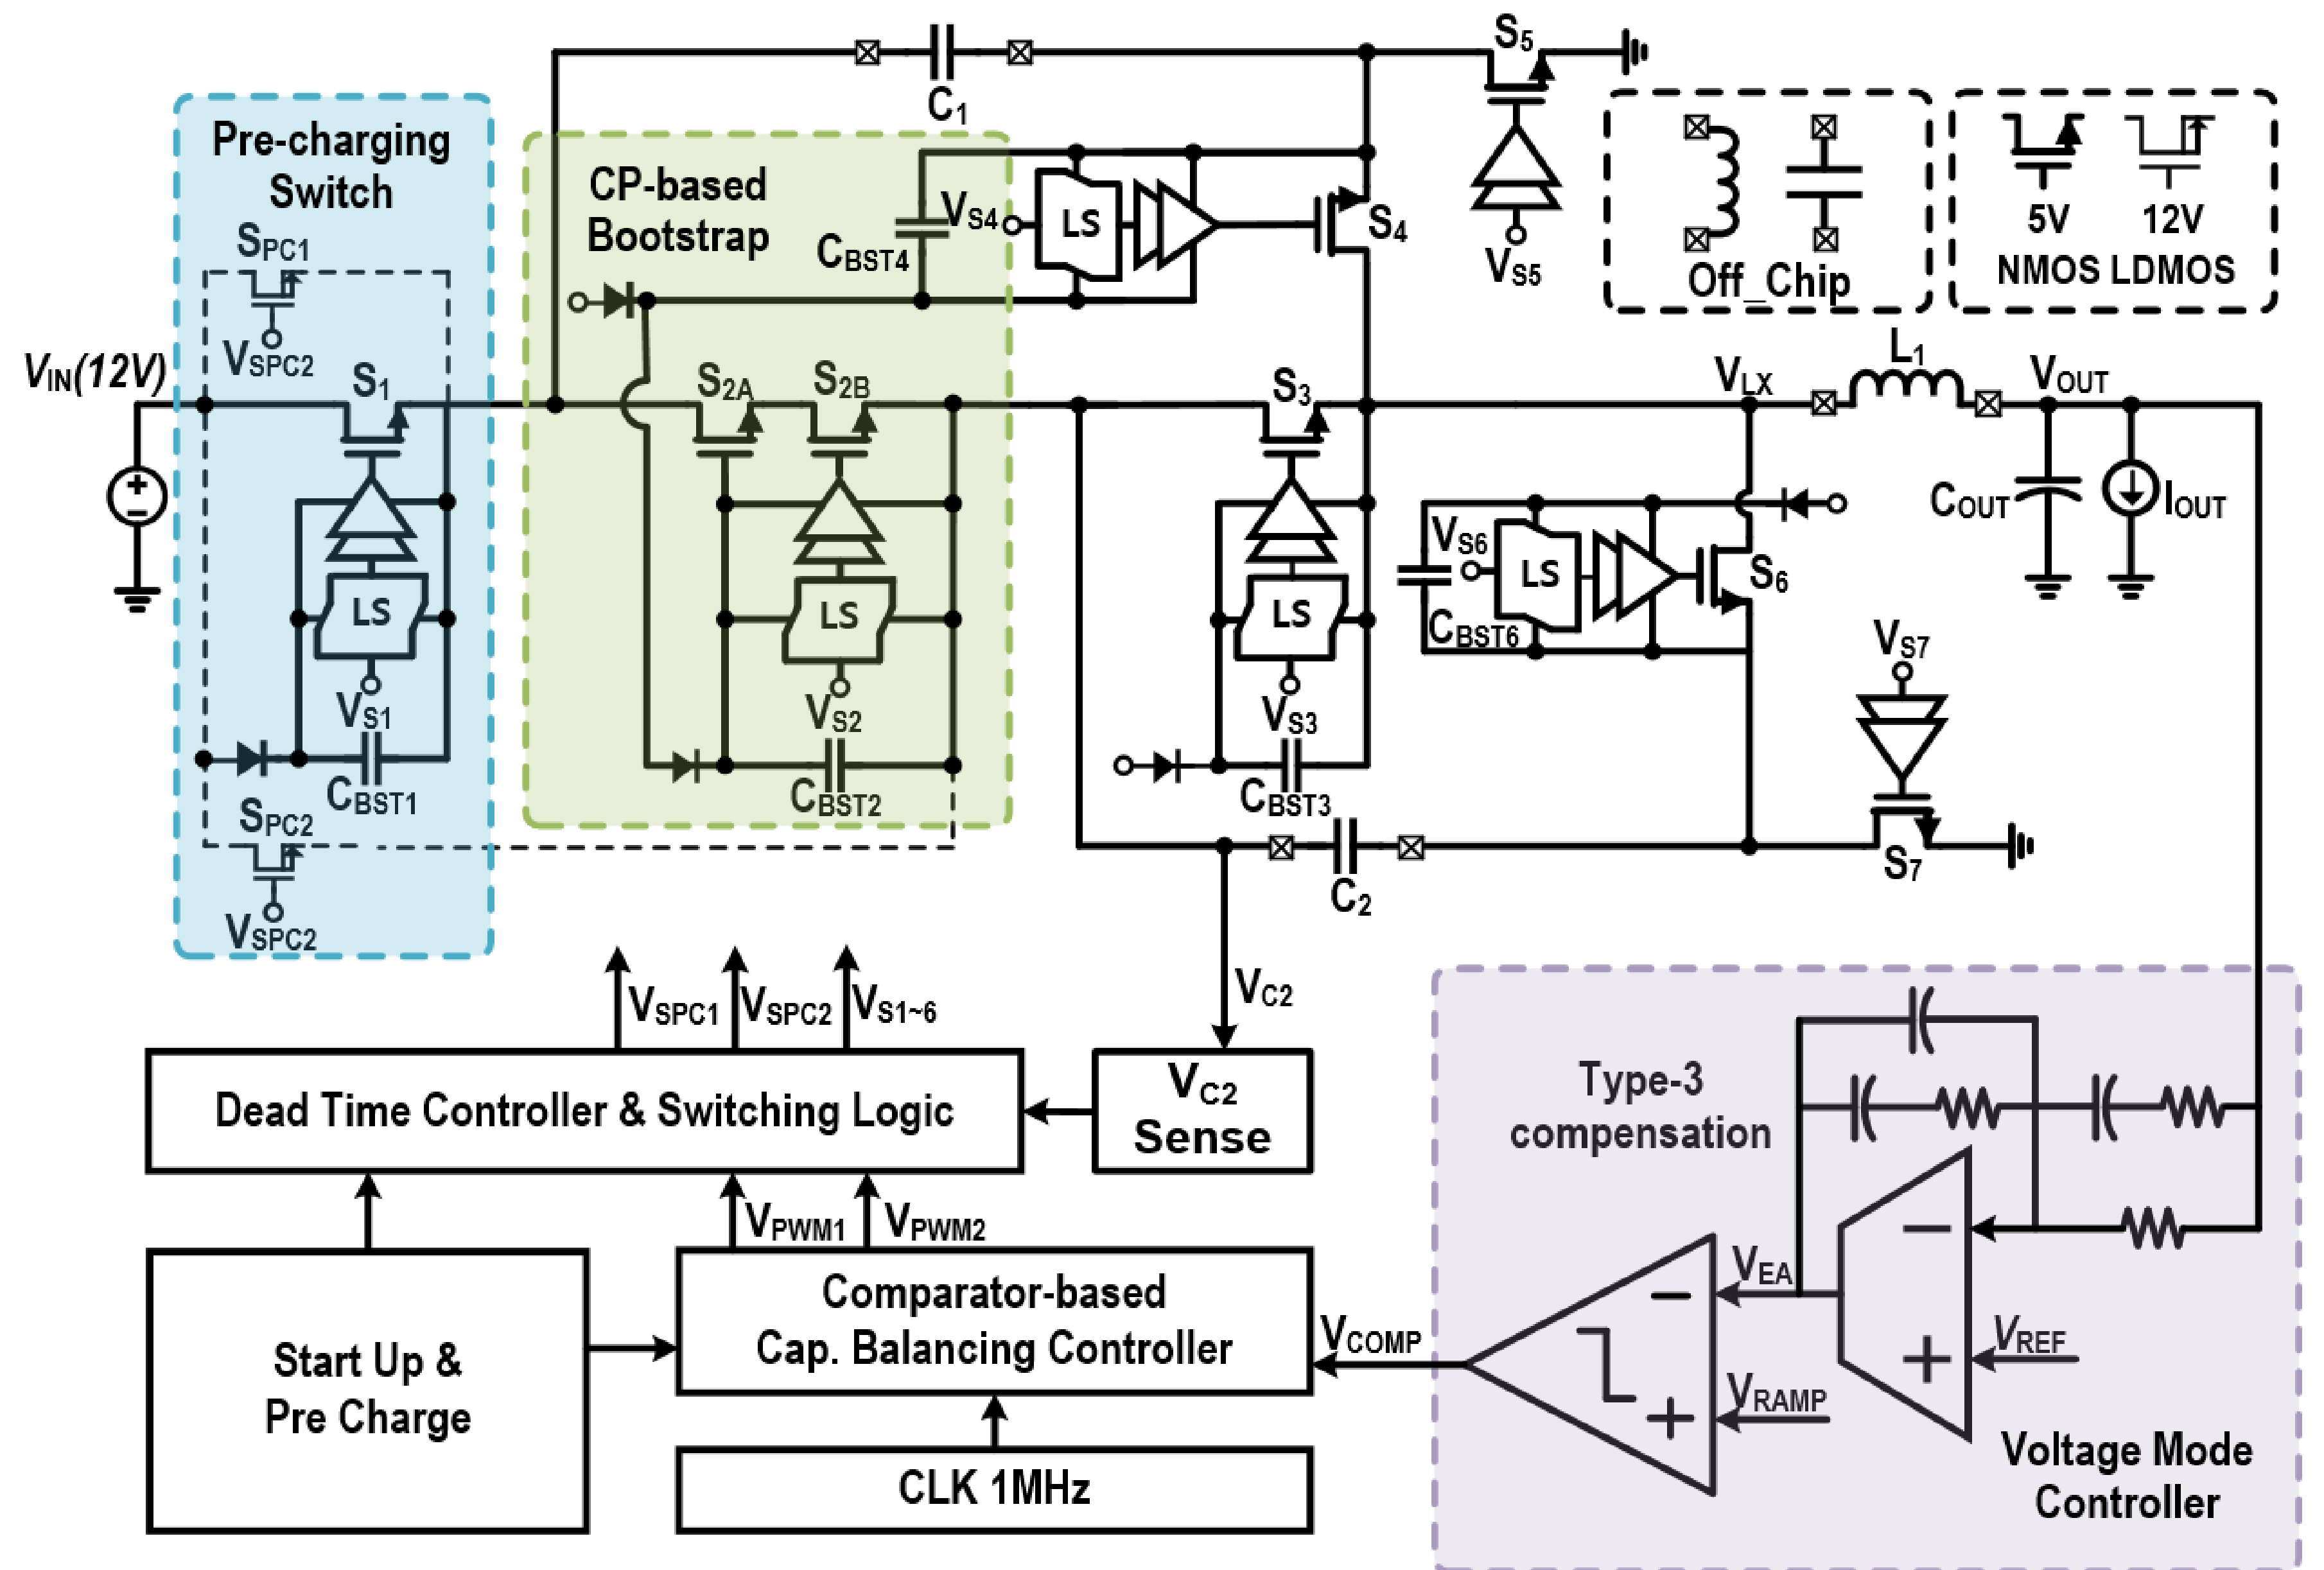 S5
C1
Pre-charging
Switch
CP-based
Bootstrap
VS4
LS
S4
CBST4
VS5
Off_Chip
5V
12V
NMOS LDMOS
SPC1
VSPC2
VIN(12V)
S1
S2A
S2B
S3
VLX
L1
VOUT
+
-
COUT
IOUT
VS6
LS
S6
CBST6
LS
LS
LS
VS1
VS2
VS3
VS7
CBST1
CBST2
CBST3
SPC2
VSPC2
C2
S7
VSPC1
VSPC2
VS1~6
VC2
Dead Time Controller & Switching Logic
VC2
Sense
Type-3
compensation
VPWM1
VPWM2
Start Up &
Pre Charge
Comparator-based
Cap. Balancing Controller
VCOMP
CLK 1MHz
VEA
-
+
VRAMP
-
+
VREF
Voltage Mode
Controller